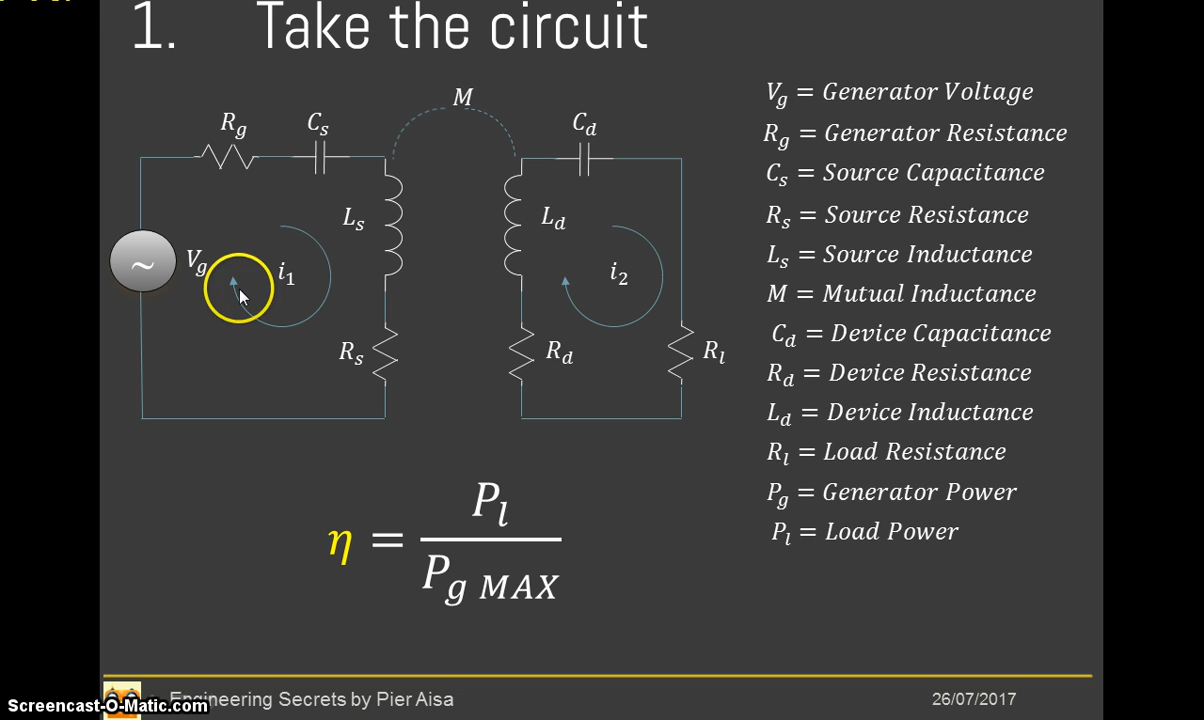 1. Take the circuit
M
R_g
C_s
C_d
V_g = Generator Voltage
R_g = Generator Resistance
C_s = Source Capacitance
R_s = Source Resistance
L_s = Source Inductance
M = Mutual Inductance
C_d = Device Capacitance
R_d = Device Resistance
L_d = Device Inductance
R_l = Load Resistance
P_g = Generator Power
P_l = Load Power
L_s
L_d
~
V_g
i_1
i_2
R_s
R_d
R_l
η = P_l / P_g MAX
Engineering Secrets by Pier Aisa
26/07/2017
Screencast-O-Matic.com